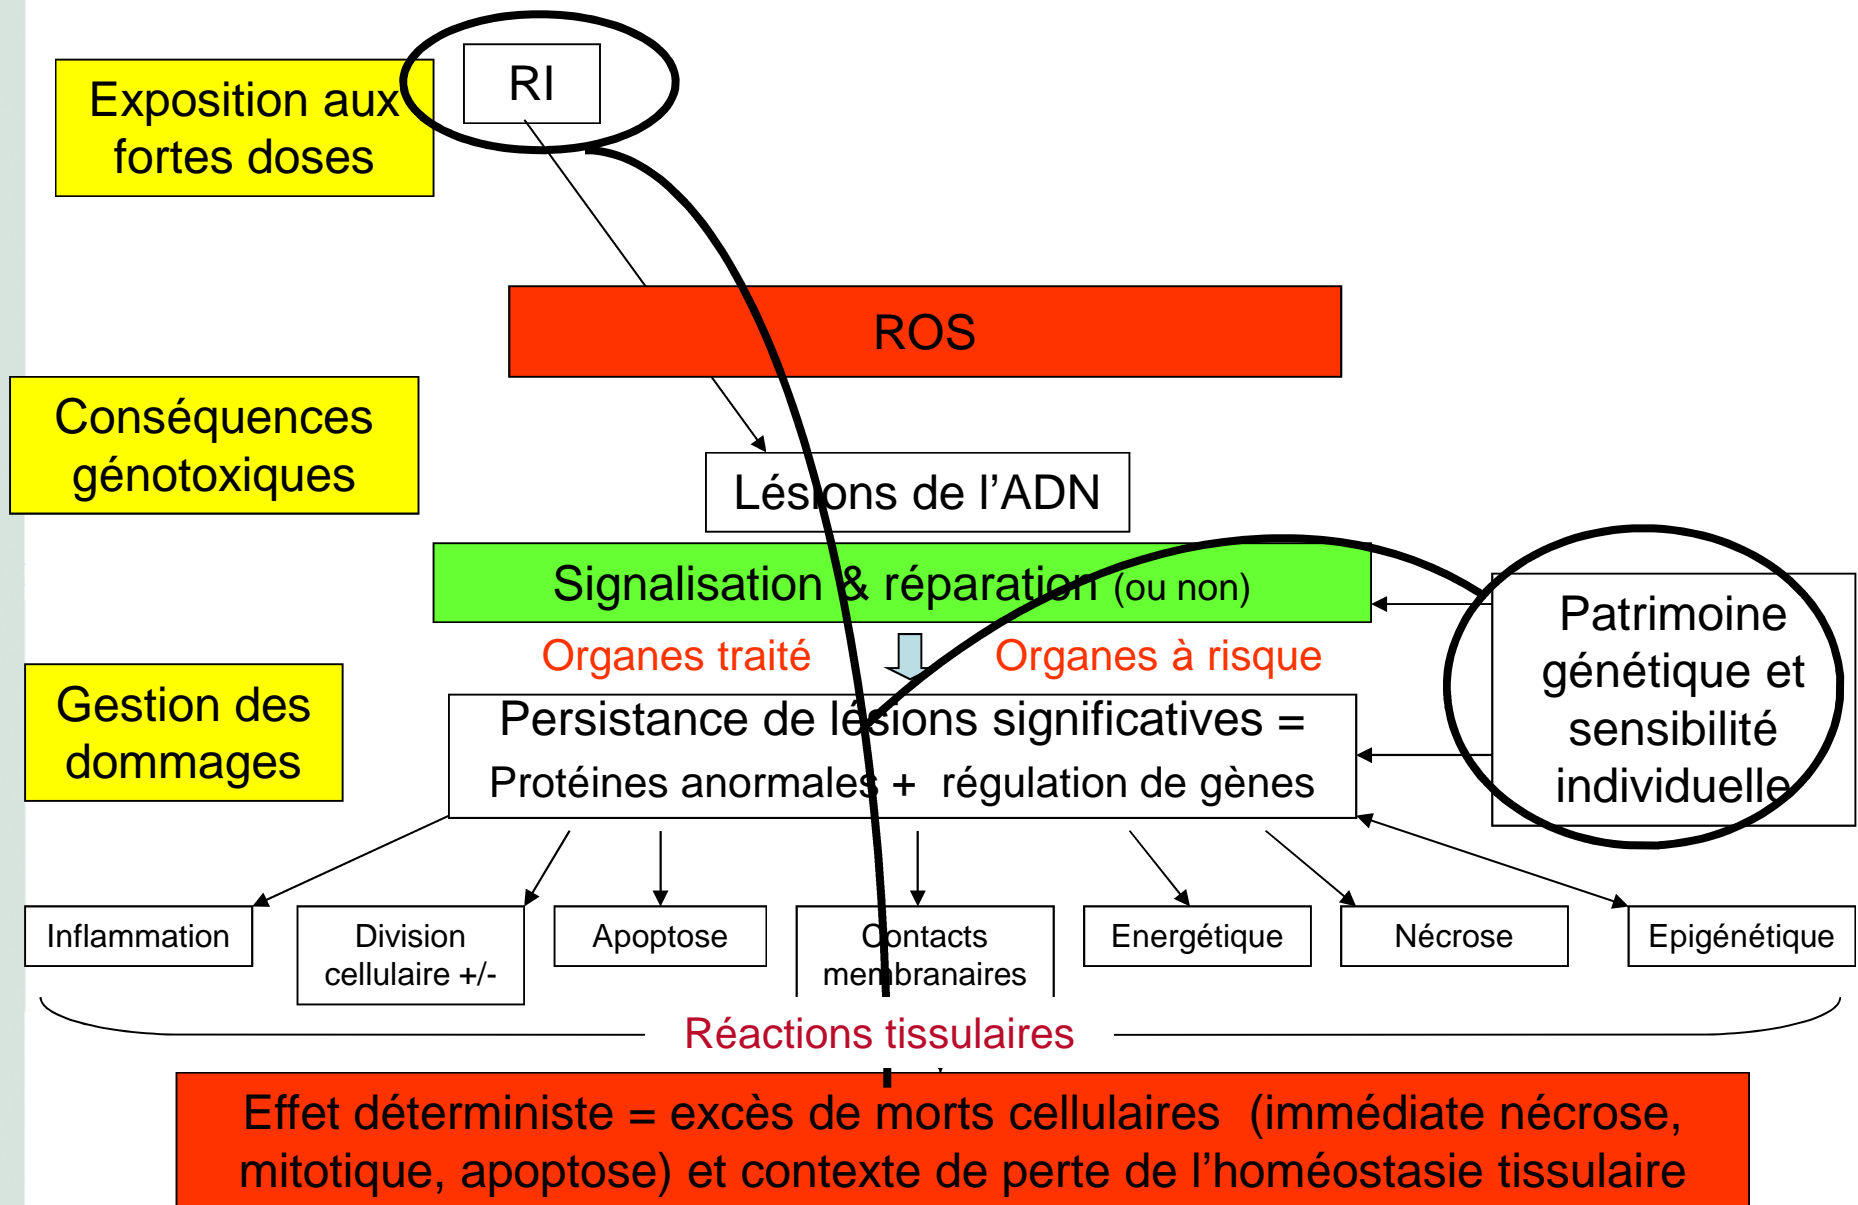 RI
Exposition aux
fortes doses
ROS
Conséquences
génotoxiques
Lésions de l'ADN
Signalisation & réparation (ou non)
Organes traité
Organes à risque
Patrimoine
génétique et
sensibilité
individuelle
Gestion des
dommages
Persistance de lésions significatives =
Protéines anormales + régulation de gènes
Inflammation
Division
cellulaire +/-
Apoptose
Contacts
membranaires
Energétique
Nécrose
Epigénétique
Réactions tissulaires
Effet déterministe = excès de morts cellulaires (immédiate nécrose,
mitotique, apoptose) et contexte de perte de l'homéostasie tissulaire